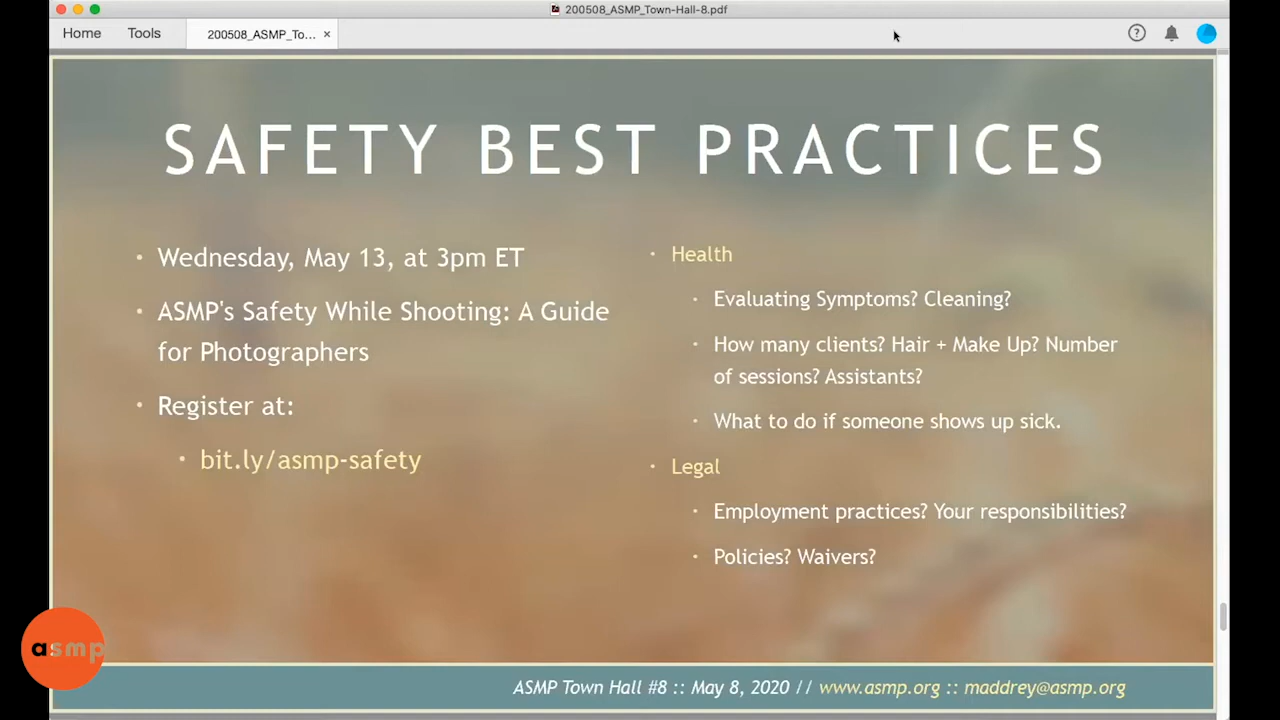 200508_ASMP_Town-Hall-8.pdf
Home Tools 200508_ASMP_To... ×
SAFETY BEST PRACTICES
• Wednesday, May 13, at 3pm ET
• ASMP's Safety While Shooting: A Guide
for Photographers
• Register at:
• bit.ly/asmp-safety
• Health
• Evaluating Symptoms? Cleaning?
• How many clients? Hair + Make Up? Number
of sessions? Assistants?
• What to do if someone shows up sick.
• Legal
• Employment practices? Your responsibilities?
• Policies? Waivers?
asmp
ASMP Town Hall #8 :: May 8, 2020 // www.asmp.org :: maddrey@asmp.org